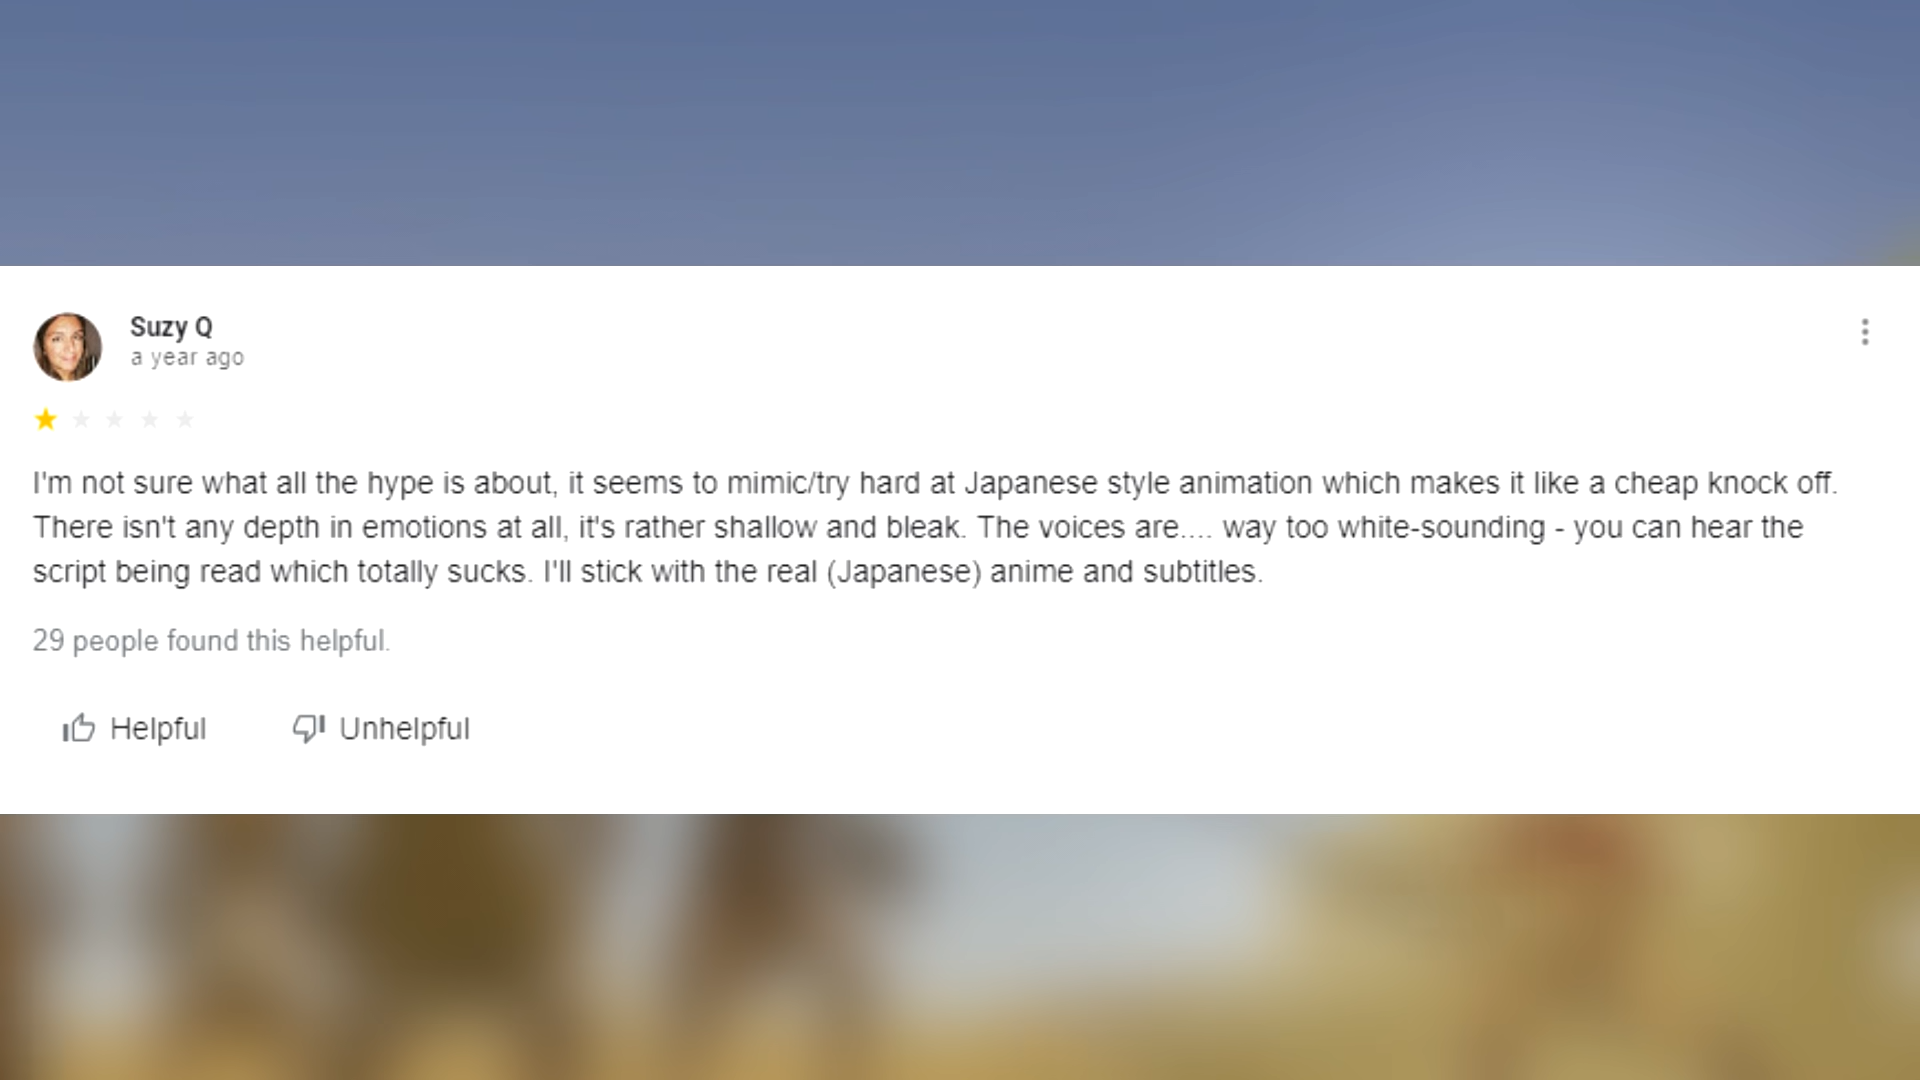 Suzy Q
a year ago
I'm not sure what all the hype is about, it seems to mimic/try hard at Japanese style animation which makes it like a cheap knock off.
There isn't any depth in emotions at all, it's rather shallow and bleak. The voices are.... way too white-sounding - you can hear the
script being read which totally sucks. I'll stick with the real (Japanese) anime and subtitles.
29 people found this helpful.
Helpful
Unhelpful